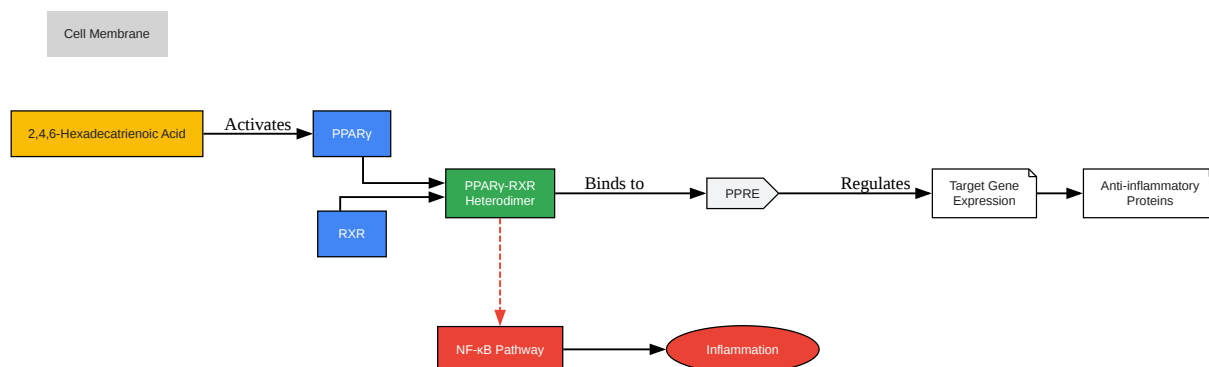 Cell Membrane
2,4,6-Hexadecatrienoic Acid
Activates
PPARγ
RXR
PPARγ-RXR
Heterodimer
Binds to
PPRE
Regulates
Target Gene
Expression
Anti-inflammatory
Proteins
NF-κB Pathway
Inflammation